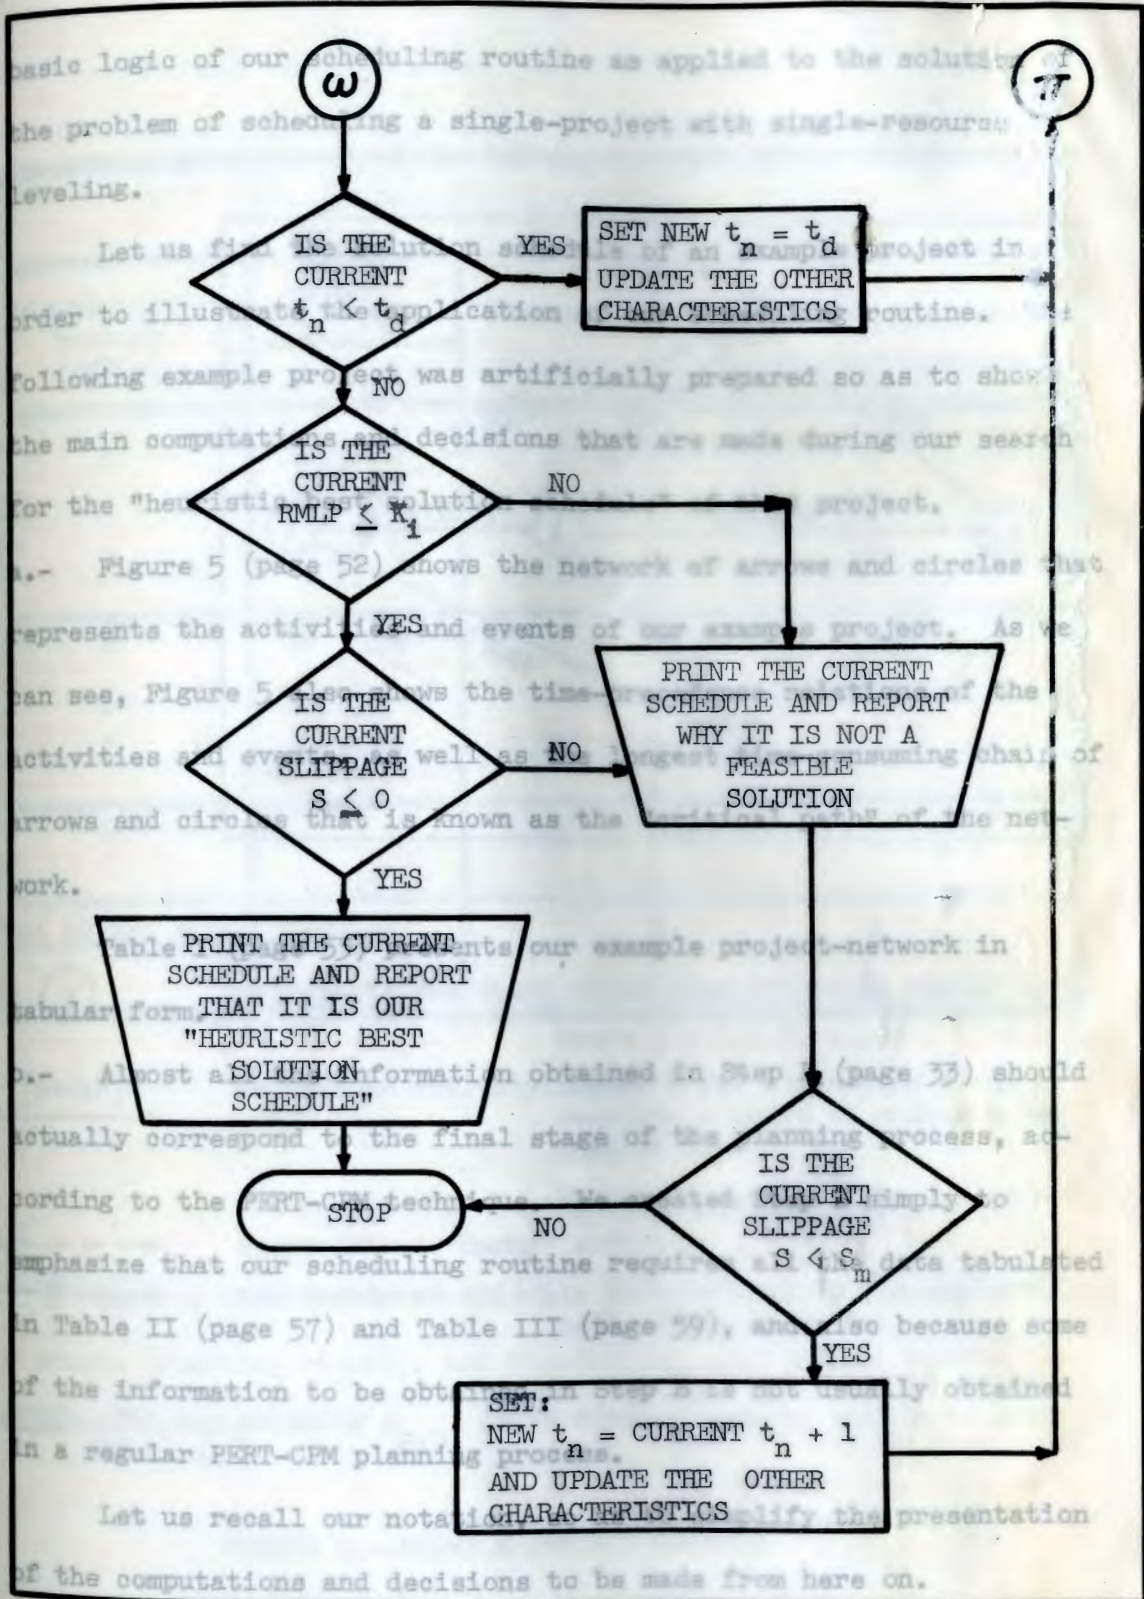 ω
π
IS THE
CURRENT
t_n < t_d
YES
SET NEW t_n = t_d
UPDATE THE OTHER
CHARACTERISTICS
NO
IS THE
CURRENT
RMLP ≤ K_i
NO
YES
IS THE
CURRENT
SLIPPAGE
S ≤ 0
NO
PRINT THE CURRENT
SCHEDULE AND REPORT
WHY IT IS NOT A
FEASIBLE
SOLUTION
YES
PRINT THE CURRENT
SCHEDULE AND REPORT
THAT IT IS OUR
"HEURISTIC BEST
SOLUTION
SCHEDULE"
STOP
IS THE
CURRENT
SLIPPAGE
S < S_m
NO
YES
SET:
NEW t_n = CURRENT t_n + 1
AND UPDATE THE OTHER
CHARACTERISTICS
basic logic of our scheduling routine as applied to the solution of
the problem of scheduling a single-project with single-resource
leveling.
Let us find the solution schedule of an example project in
order to illustrate the application routine.
following example project was artificially prepared so as to show
the main computations and decisions that are made during our search
for the "heuristic best solution schedule" of this project.
a.- Figure 5 (page 52) shows the network of arrows and circles that
represents the activities and events of our example project. As we
can see, Figure 5 also shows the time-precedence relations of the
activities and events, as well as the longest time-consuming chain of
arrows and circles that is known as the "critical path" of the net-
work.
Table (page 53) presents our example project-network in
tabular form.
b.- Almost all information obtained in Step (page 33) should
actually correspond to the final stage of the planning process, ac-
cording to the PERT-CPM technique. We simply to
emphasize that our scheduling routine requires all the data tabulated
in Table II (page 57) and Table III (page 59), and also because some
of the information to be obtained in Step B is not usually obtained
in a regular PERT-CPM planning process.
Let us recall our notation, simplify the presentation
of the computations and decisions to be made from here on.